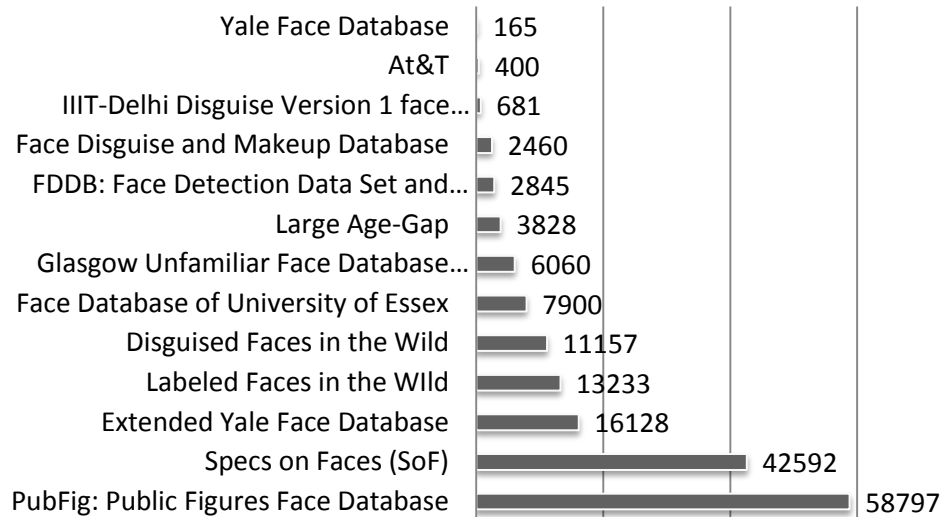 Yale Face Database 165
At&T 400
IIIT-Delhi Disguise Version 1 face... 681
Face Disguise and Makeup Database 2460
FDDB: Face Detection Data Set and... 2845
Large Age-Gap 3828
Glasgow Unfamiliar Face Database... 6060
Face Database of University of Essex 7900
Disguised Faces in the Wild 11157
Labeled Faces in the WIld 13233
Extended Yale Face Database 16128
Specs on Faces (SoF) 42592
PubFig: Public Figures Face Database 58797